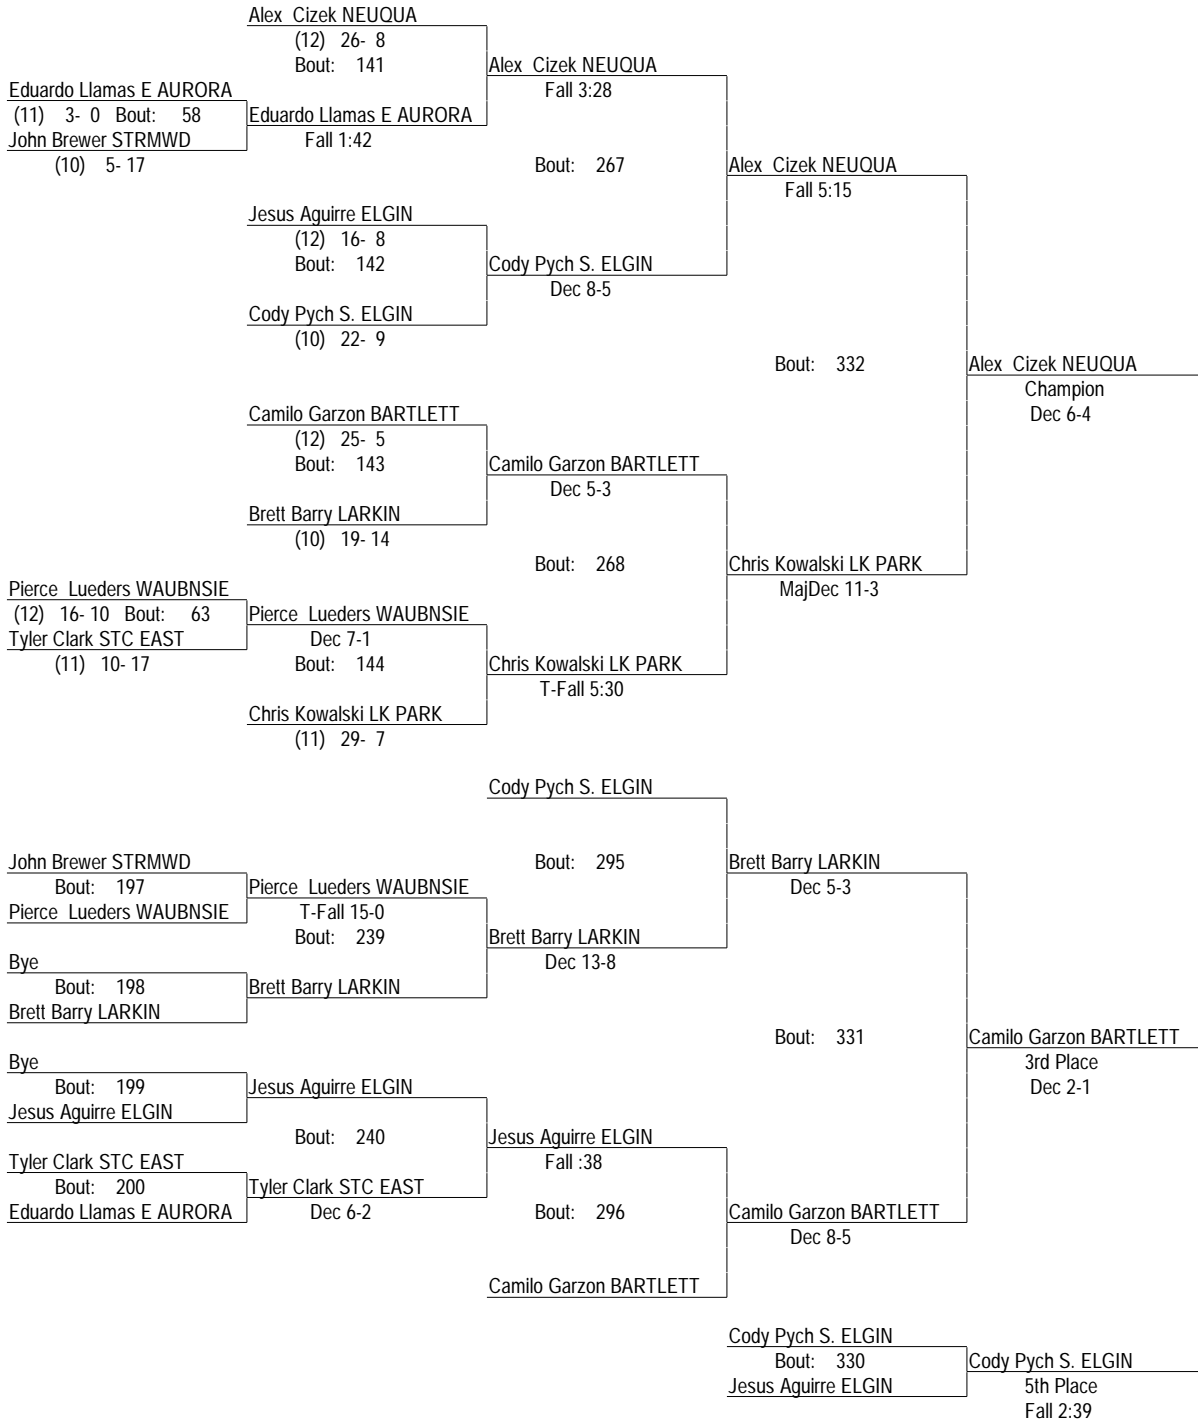 Alex  Cizek NEUQUA
(12)  26-  8
Bout:  141
Alex  Cizek NEUQUA
Fall 3:28
Eduardo Llamas E AURORA
(11)  3-  0  Bout:  58
Eduardo Llamas E AURORA
John Brewer STRMWD
Fall 1:42
(10)  5- 17
Bout:  267
Alex  Cizek NEUQUA
Fall 5:15
Jesus Aguirre ELGIN
(12)  16-  8
Bout:  142
Cody Pych S. ELGIN
Dec 8-5
Cody Pych S. ELGIN
(10)  22-  9
Bout:  332
Alex  Cizek NEUQUA
Champion
Dec 6-4
Camilo Garzon BARTLETT
(12)  25-  5
Bout:  143
Camilo Garzon BARTLETT
Dec 5-3
Brett Barry LARKIN
(10)  19- 14
Bout:  268
Chris Kowalski LK PARK
MajDec 11-3
Pierce  Lueders WAUBNSIE
(12)  16- 10  Bout:  63
Pierce  Lueders WAUBNSIE
Tyler Clark STC EAST
Dec 7-1
(11)  10- 17
Bout:  144
Chris Kowalski LK PARK
T-Fall 5:30
Chris Kowalski LK PARK
(11)  29-  7
Cody Pych S. ELGIN
John Brewer STRMWD
Bout:  295
Brett Barry LARKIN
Bout:  197
Pierce  Lueders WAUBNSIE
Dec 5-3
Pierce  Lueders WAUBNSIE
T-Fall 15-0
Bout:  239
Brett Barry LARKIN
Bye
Dec 13-8
Bout:  198
Brett Barry LARKIN
Brett Barry LARKIN
Bout:  331
Camilo Garzon BARTLETT
Bye
3rd Place
Bout:  199
Jesus Aguirre ELGIN
Dec 2-1
Jesus Aguirre ELGIN
Bout:  240
Jesus Aguirre ELGIN
Tyler Clark STC EAST
Fall :38
Bout:  200
Tyler Clark STC EAST
Eduardo Llamas E AURORA
Dec 6-2
Bout:  296
Camilo Garzon BARTLETT
Dec 8-5
Camilo Garzon BARTLETT
Cody Pych S. ELGIN
Bout:  330
Cody Pych S. ELGIN
Jesus Aguirre ELGIN
5th Place
Fall 2:39